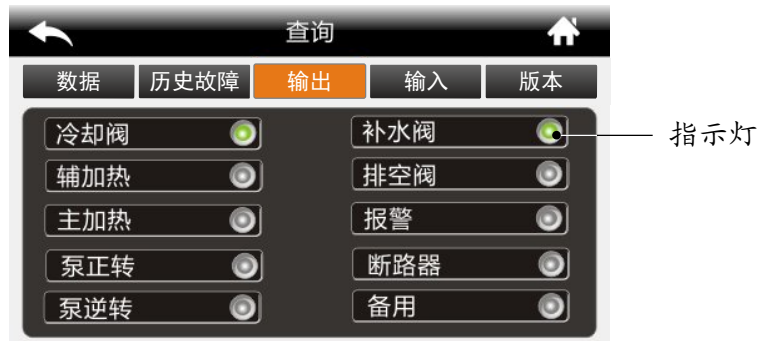 查询
数据 历史故障 输出 输入 版本
冷却阀 补水阀 指示灯
辅加热 排空阀
主加热 报警
泵正转 断路器
泵逆转 备用